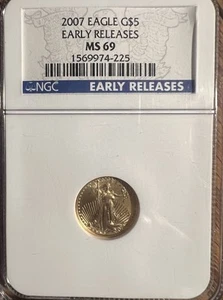 2007 EAGLE G$5
EARLY RELEASES
MS 69
1569974-225
NGC EARLY RELEASES